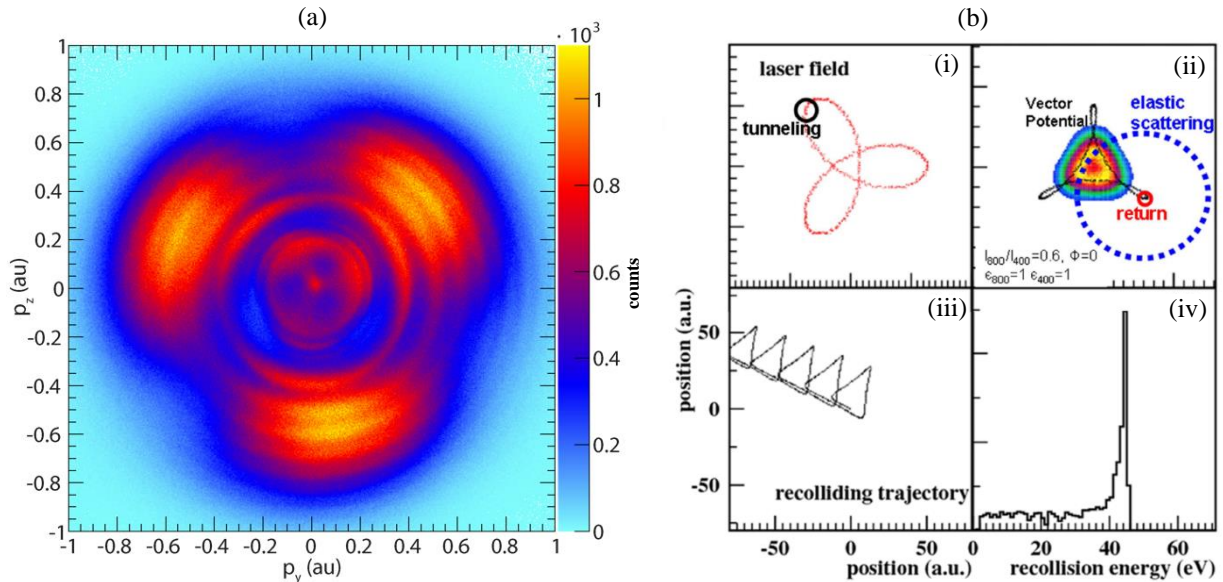 (a)
· 10³
1
0.8
0.6
0.4
0.2
0
-0.2
-0.4
-0.6
-0.8
-1
p_z (au)
-1 -0.8 -0.6 -0.4 -0.2 0 0.2 0.4 0.6 0.8 1
p_y (au)
1
0.8
0.6
0.4
0.2
0
counts
(b)
(i)
laser field
tunneling
(ii)
Vector
Potential
elastic
scattering
return
I₈₀₀/I₄₀₀=0.6, Φ=0
ϵ₈₀₀=1 ϵ₄₀₀=1
(iii)
50
0
-50
position (a.u.)
recolliding trajectory
-50 0 50
position (a.u.)
(iv)
0 20 40 60
recollision energy (eV)